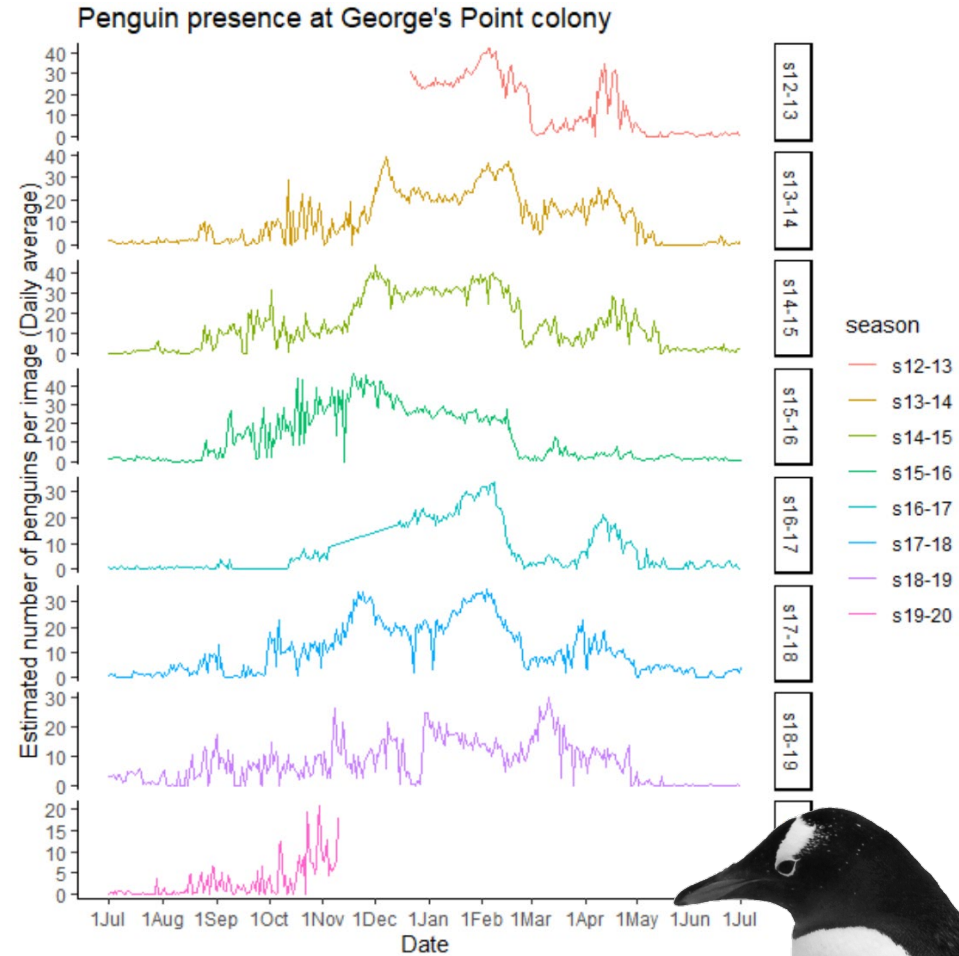 Penguin presence at George's Point colony
Estimated number of penguins per image (Daily average)
40
30
20
10
0
s12-13
40
30
20
10
0
s13-14
40
30
20
10
0
s14-15
40
30
20
10
0
s15-16
30
20
10
0
s16-17
30
20
10
0
s17-18
30
20
10
0
s18-19
20
15
10
5
0
1Jul 1Aug 1Sep 1Oct 1Nov 1Dec 1Jan 1Feb 1Mar 1Apr 1May 1Jun 1Jul
Date
season
s12-13
s13-14
s14-15
s15-16
s16-17
s17-18
s18-19
s19-20